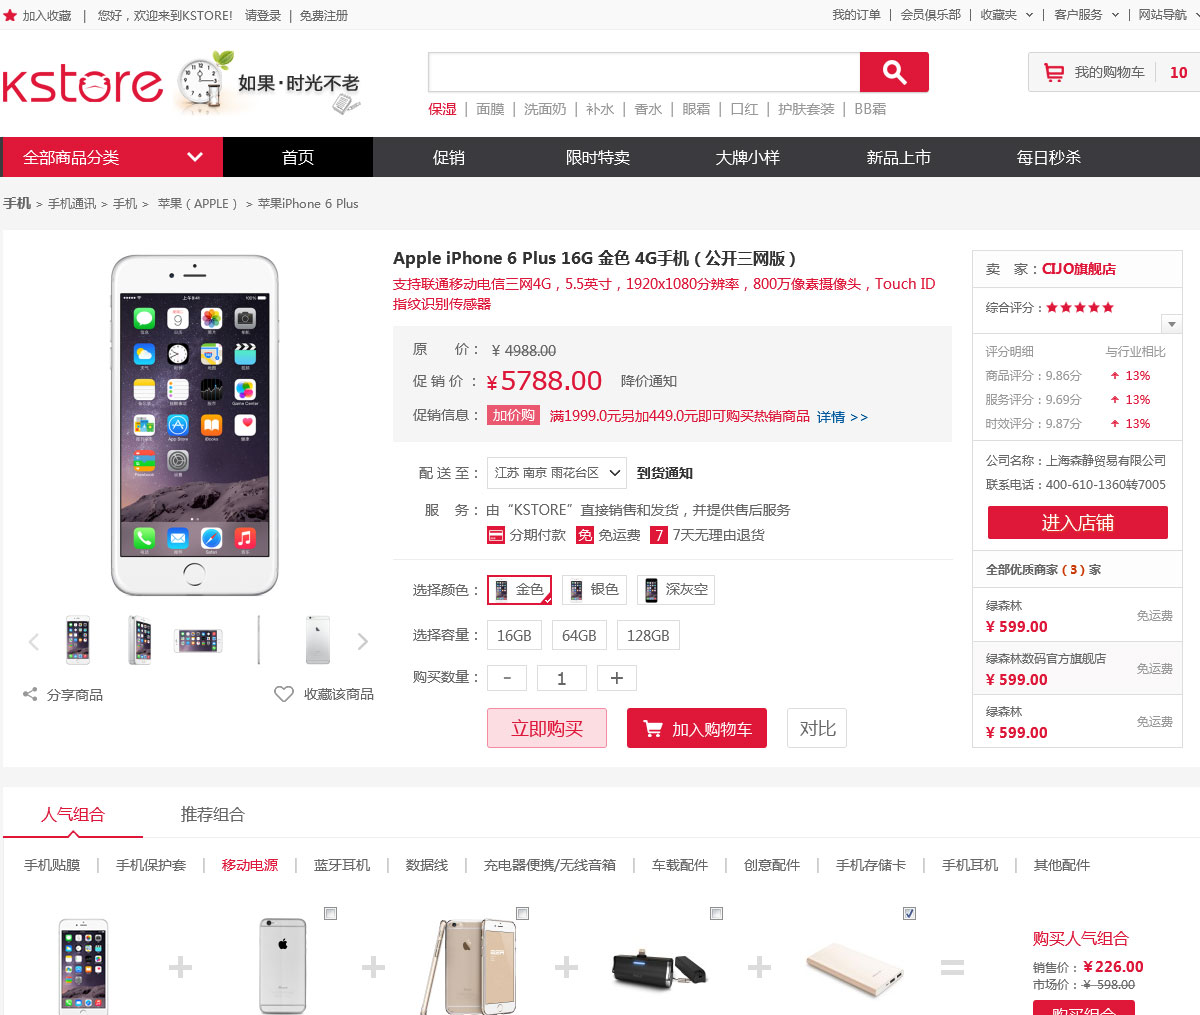 加入收藏 | 您好，欢迎来到KSTORE! 请登录 | 免费注册
我的订单 | 会员俱乐部 | 收藏夹 | 客户服务 | 网站导航
KSTORE
如果·时光不老
我的购物车 10
保湿 | 面膜 | 洗面奶 | 补水 | 香水 | 眼霜 | 口红 | 护肤套装 | BB霜
全部商品分类 首页 促销 限时特卖 大牌小样 新品上市 每日秒杀
手机 > 手机通讯 > 手机 > 苹果（APPLE） > 苹果iPhone 6 Plus
Apple iPhone 6 Plus 16G 金色 4G手机（公开三网版）
支持联通移动电信三网4G，5.5英寸，1920x1080分辨率，800万像素摄像头，Touch ID
指纹识别传感器
原 价： ¥ 4988.00
促 销 价 ： ¥ 5788.00 降价通知
促销信息： 加价购 满1999.0元另加449.0元即可购买热销商品 详情 >>
配 送 至： 江苏 南京 雨花台区 到货通知
服 务： 由“KSTORE”直接销售和发货，并提供售后服务
分期付款 免 免运费 7 7天无理由退货
选择颜色： 金色 银色 深灰空
选择容量： 16GB 64GB 128GB
购买数量： - 1 +
立即购买 加入购物车 对比
分享商品 收藏该商品
卖 家：CIJO旗舰店
综合评分：★★★★★
评分明细 与行业相比
商品评分：9.86分 13%
服务评分：9.69分 13%
时效评分：9.87分 13%
公司名称：上海森静贸易有限公司
联系电话：400-610-1360转7005
进入店铺
全部优质商家（3）家
绿森林
¥ 599.00 免运费
绿森林数码官方旗舰店
¥ 599.00 免运费
绿森林
¥ 599.00 免运费
人气组合 推荐组合
手机贴膜 | 手机保护套 | 移动电源 | 蓝牙耳机 | 数据线 | 充电器便携/无线音箱 | 车载配件 | 创意配件 | 手机存储卡 | 手机耳机 | 其他配件
购买人气组合
销售价：¥226.00
市场价：¥ 598.00
购买组合